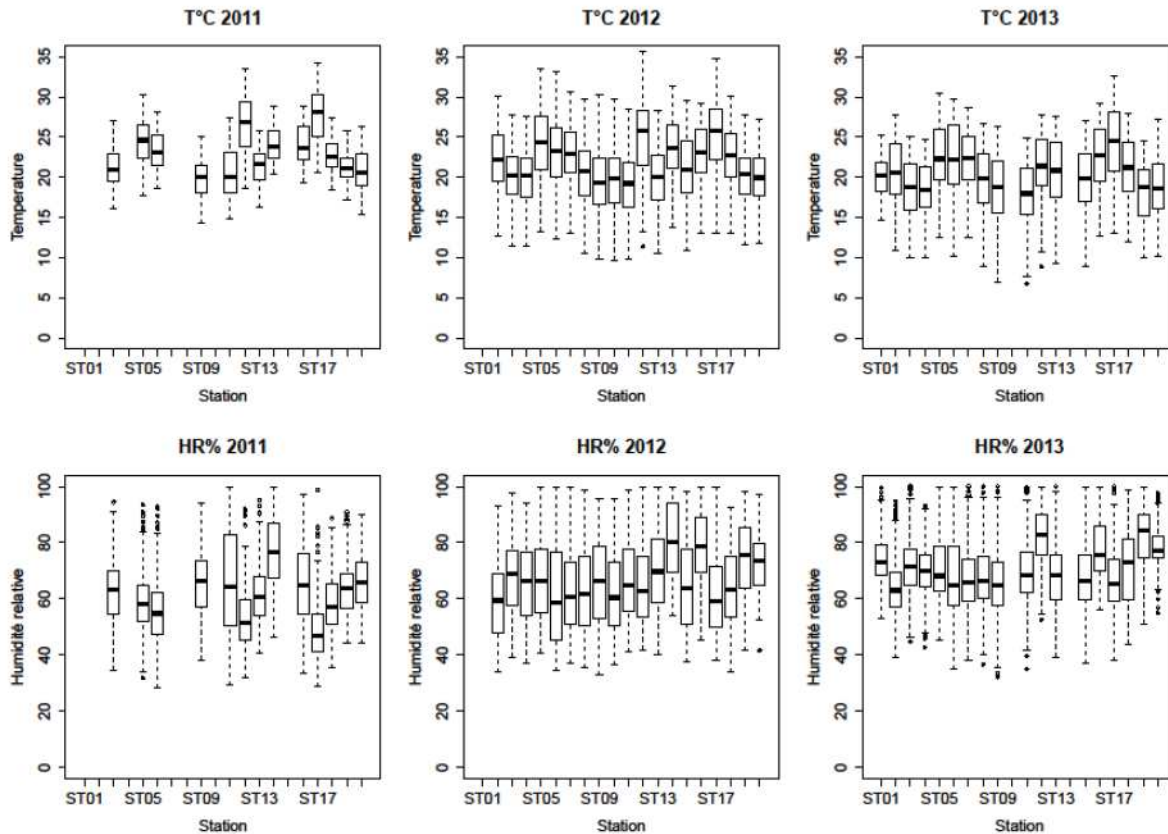 T°C 2011
T°C 2012
T°C 2013
Temperature
35
30
25
20
15
10
5
0
ST01 ST05 ST09 ST13 ST17
Station
Temperature
35
30
25
20
15
10
5
0
ST01 ST05 ST09 ST13 ST17
Station
Temperature
35
30
25
20
15
10
5
0
ST01 ST05 ST09 ST13 ST17
Station
HR% 2011
HR% 2012
HR% 2013
Humidité relative
100
80
60
40
20
0
ST01 ST05 ST09 ST13 ST17
Station
Humidité relative
100
80
60
40
20
0
ST01 ST05 ST09 ST13 ST17
Station
Humidité relative
100
80
60
40
20
0
ST01 ST05 ST09 ST13 ST17
Station